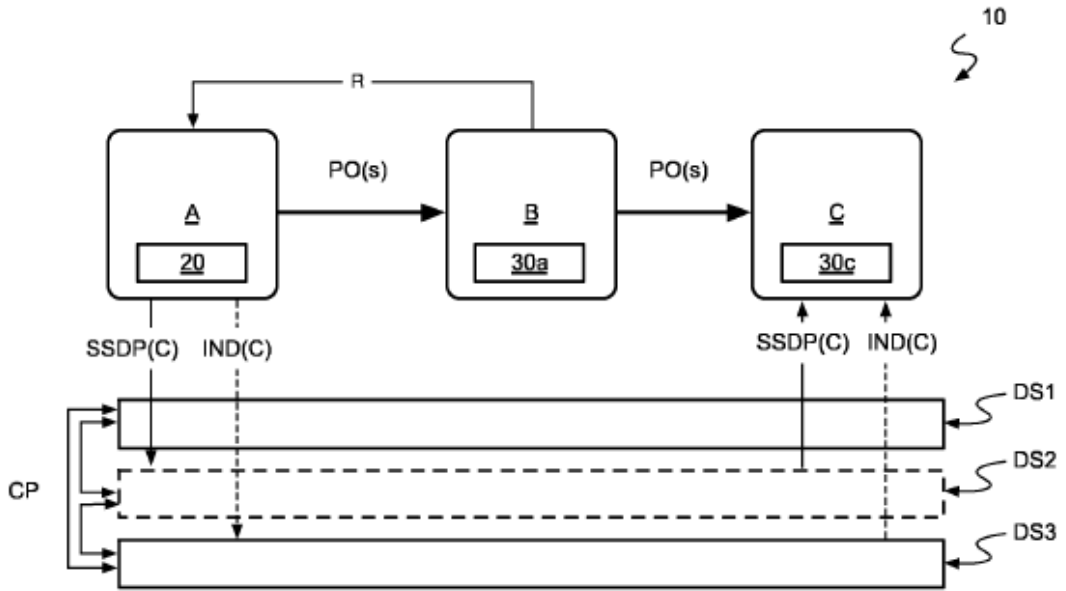 10
R
PO(s) PO(s)
A B C
20 30a 30c
SSDP(C) IND(C) SSDP(C) IND(C)
DS1
DS2
CP
DS3